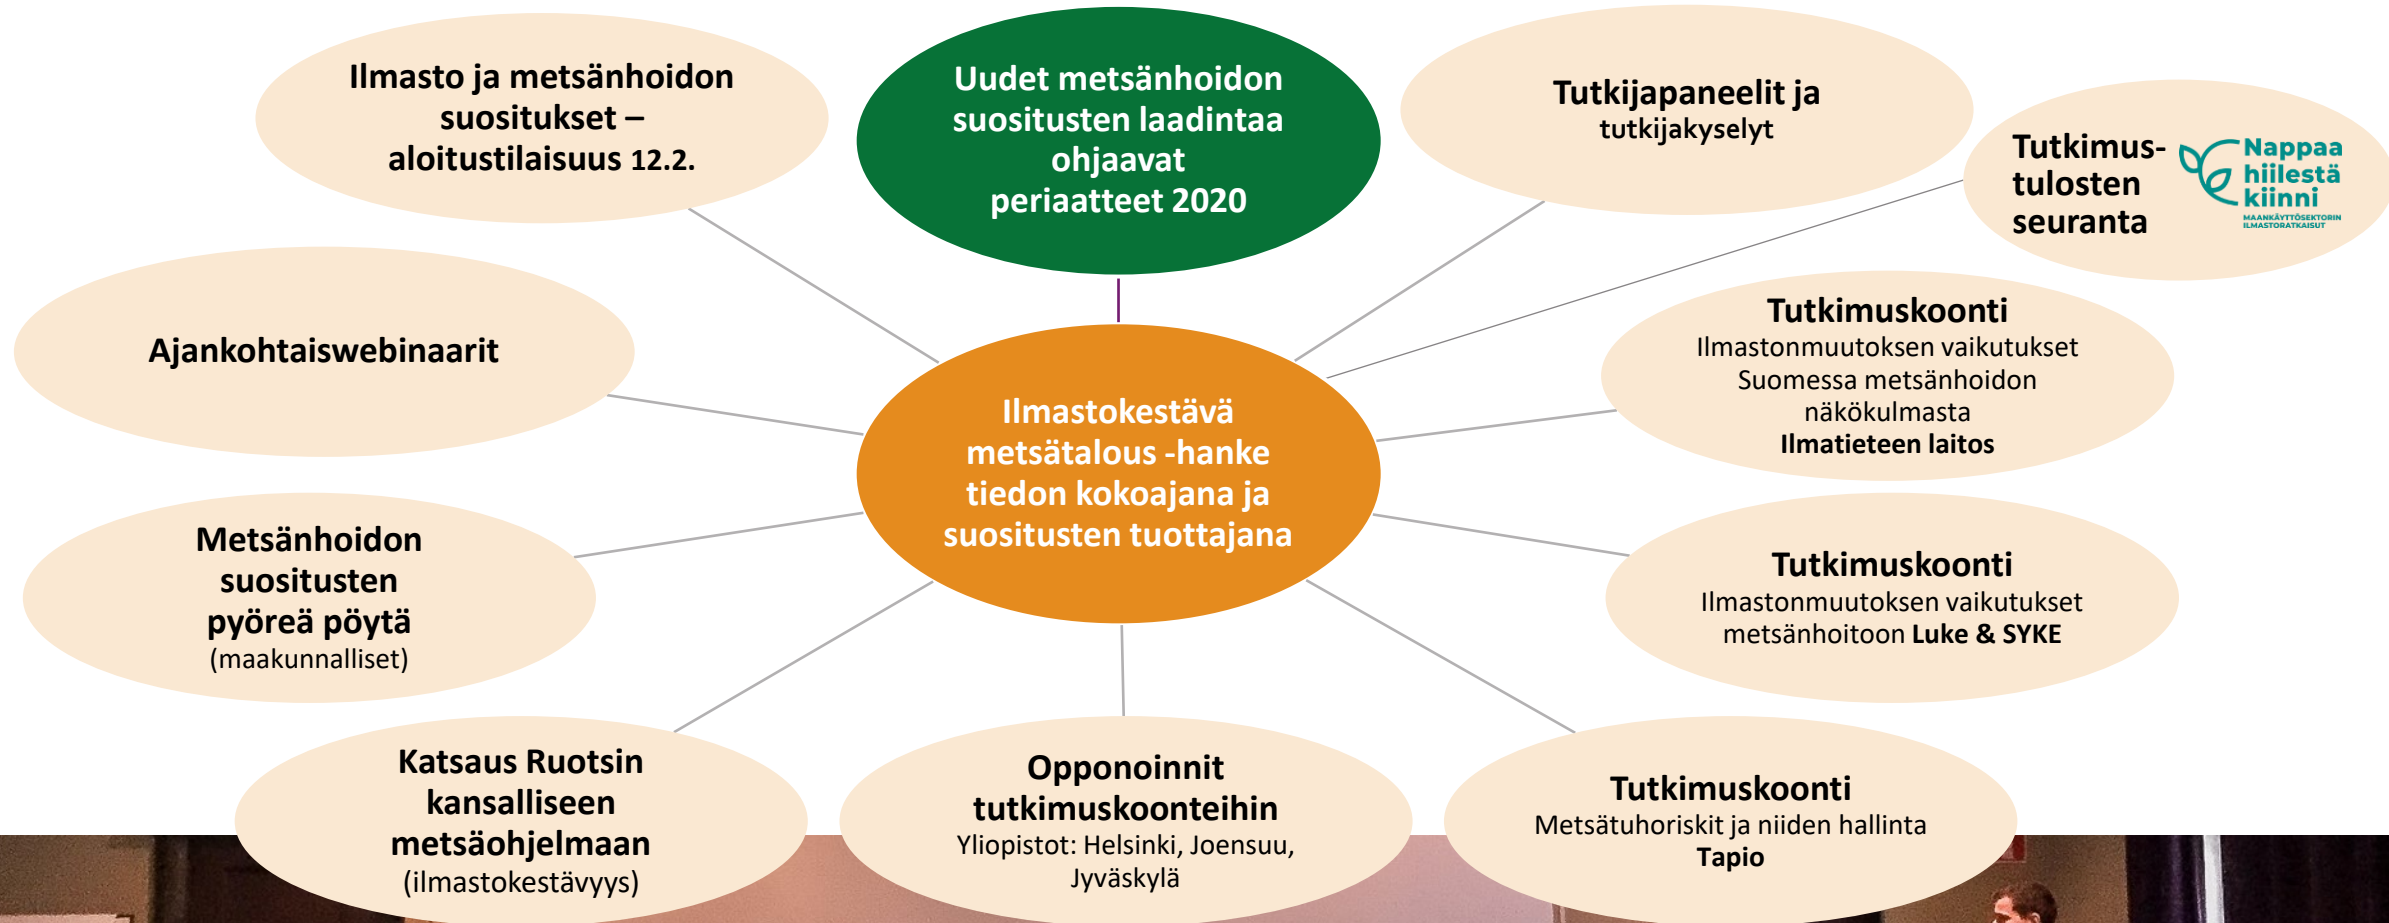 Ilmasto ja metsänhoidon
suositukset –
aloitustilaisuus 12.2.
Uudet metsänhoidon
suositusten laadintaa
ohjaavat
periaatteet 2020
Tutkijapaneelit ja
tutkijakyselyt
Tutkimus-
tulosten
seuranta
Nappaa
hiilestä
kiinni
MAANKÄYTTÖSEKTORIN
ILMASTORATKAISUT
Ajankohtaiswebinaarit
Ilmastokestävä
metsätalous -hanke
tiedon kokoajana ja
suositusten tuottajana
Tutkimuskoonti
Ilmastonmuutoksen vaikutukset
Suomessa metsänhoidon
näkökulmasta
Ilmatieteen laitos
Metsänhoidon
suositusten
pyöreä pöytä
(maakunnalliset)
Tutkimuskoonti
Ilmastonmuutoksen vaikutukset
metsänhoitoon Luke & SYKE
Katsaus Ruotsin
kansalliseen
metsäohjelmaan
(ilmastokestävyys)
Opponoinnit
tutkimuskoonteihin
Yliopistot: Helsinki, Joensuu,
Jyväskylä
Tutkimuskoonti
Metsätuhoriskit ja niiden hallinta
Tapio